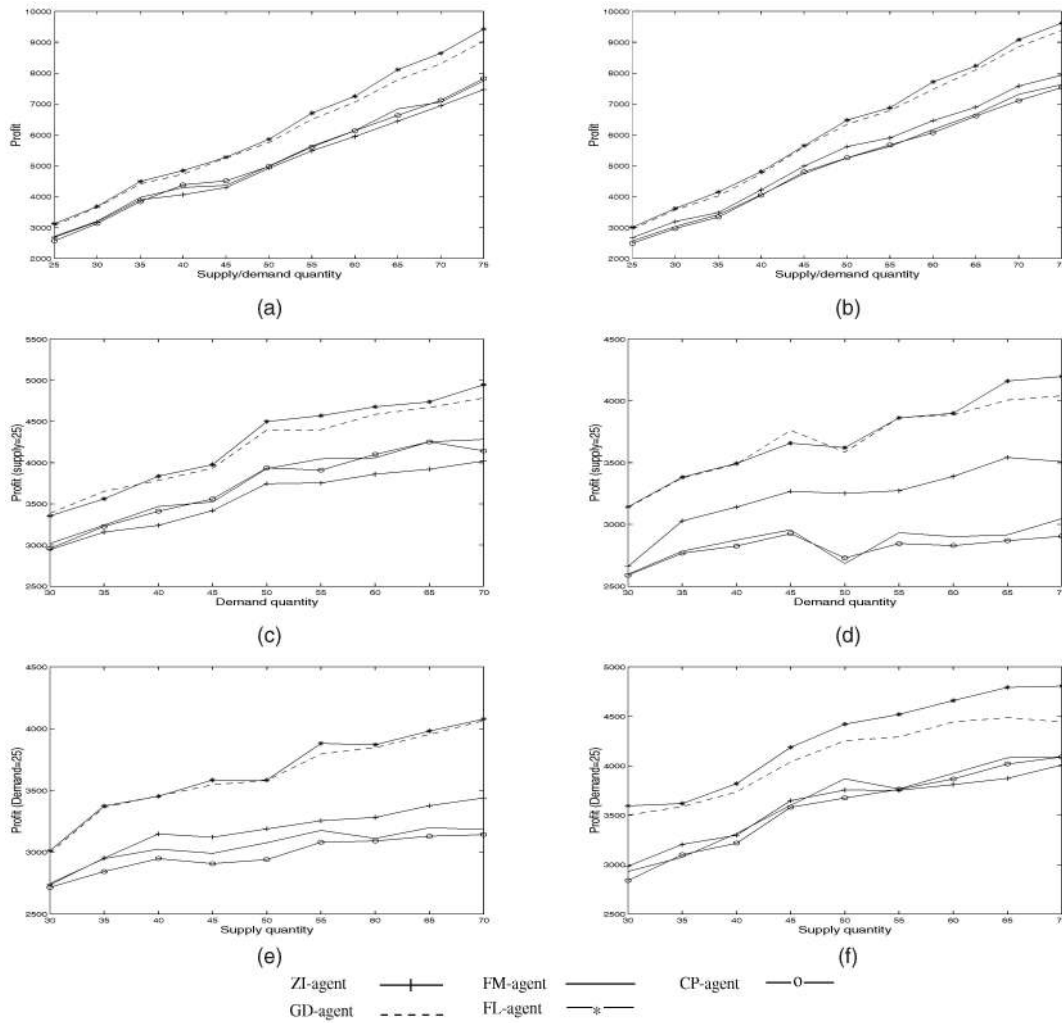 10000
9000
8000
7000
6000
5000
4000
3000
2000
Profit
25 30 35 40 45 50 55 60 65 70 75
Supply/demand quantity
(a)
10000
9000
8000
7000
6000
5000
4000
3000
2000
Profit
25 30 35 40 45 50 55 60 65 70 75
Supply/demand quantity
(b)
5500
5000
4500
4000
3500
3000
2500
Profit (supply=25)
30 35 40 45 50 55 60 65 70
Demand quantity
(c)
4500
4000
3500
3000
2500
Profit (supply=25)
30 35 40 45 50 55 60 65 70
Demand quantity
(d)
4500
4000
3500
3000
2500
Profit (Demand=25)
30 35 40 45 50 55 60 65 70
Supply quantity
(e)
5000
4500
4000
3500
3000
2500
Profit (Demand=25)
30 35 40 45 50 55 60 65 70
Supply quantity
(f)
ZI-agent FM-agent CP-agent
GD-agent FL-agent